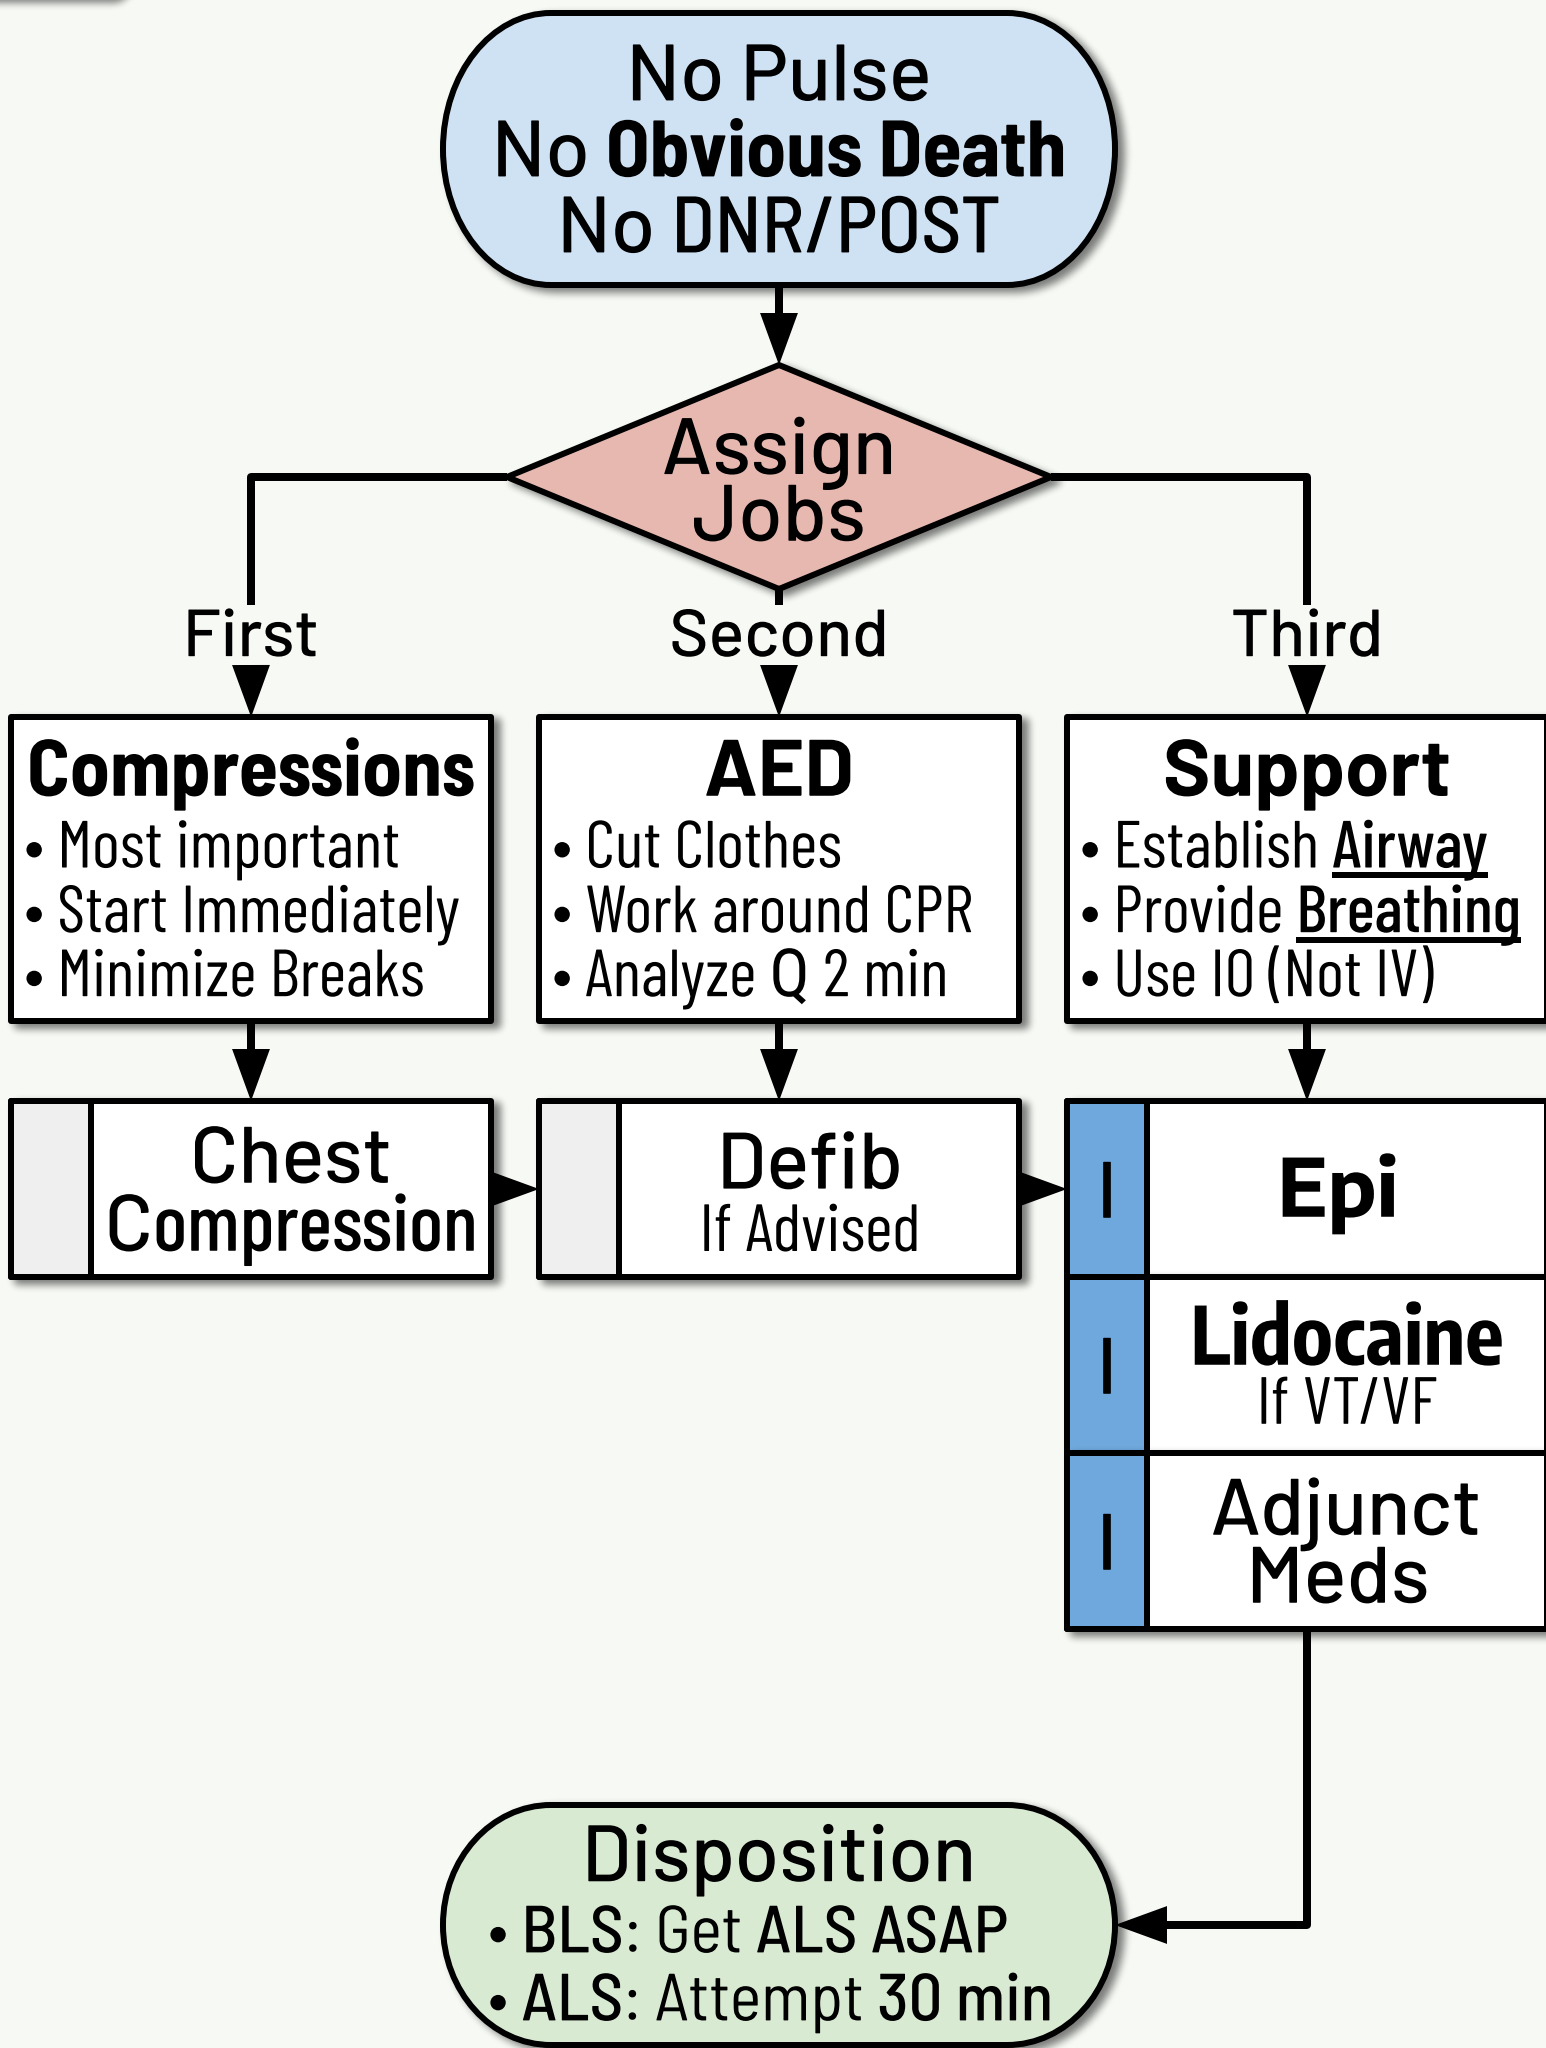 No Pulse
No Obvious Death
No DNR/POST
Assign
Jobs
First
Second
Third
Compressions
• Most important
• Start Immediately
• Minimize Breaks
AED
• Cut Clothes
• Work around CPR
• Analyze Q 2 min
Support
• Establish Airway
• Provide Breathing
• Use IO (Not IV)
Chest
Compression
Defib
If Advised
I
Epi
I
Lidocaine
If VT/VF
I
Adjunct
Meds
Disposition
• BLS: Get ALS ASAP
• ALS: Attempt 30 min